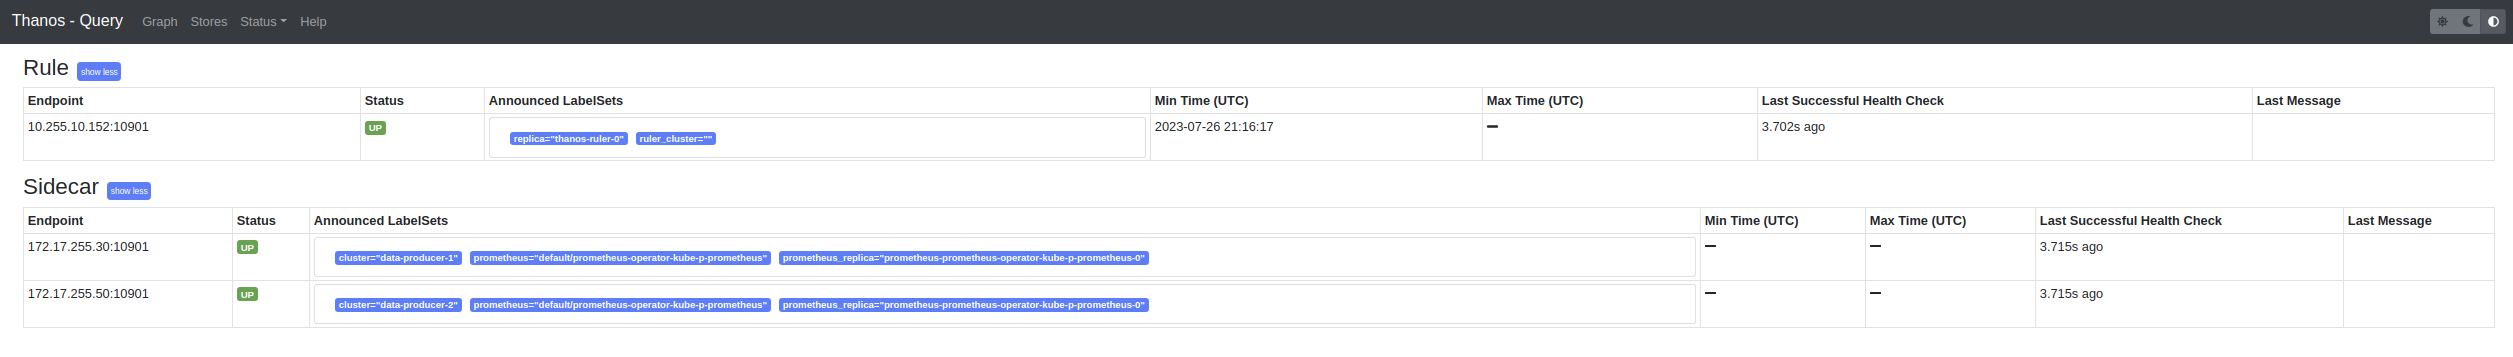 Thanos - Query Graph Stores Status Help
Rule show less
Endpoint Status Announced LabelSets Min Time (UTC) Max Time (UTC) Last Successful Health Check Last Message
10.255.10.152:10901 UP replica="thanos-ruler-0" ruler_cluster="" 2023-07-26 21:16:17 — 3.702s ago
Sidecar show less
Endpoint Status Announced LabelSets Min Time (UTC) Max Time (UTC) Last Successful Health Check Last Message
172.17.255.30:10901 UP cluster="data-producer-1" prometheus="default/prometheus-operator-kube-p-prometheus" prometheus_replica="prometheus-prometheus-operator-kube-p-prometheus-0" — — 3.715s ago
172.17.255.50:10901 UP cluster="data-producer-2" prometheus="default/prometheus-operator-kube-p-prometheus" prometheus_replica="prometheus-prometheus-operator-kube-p-prometheus-0" — — 3.715s ago